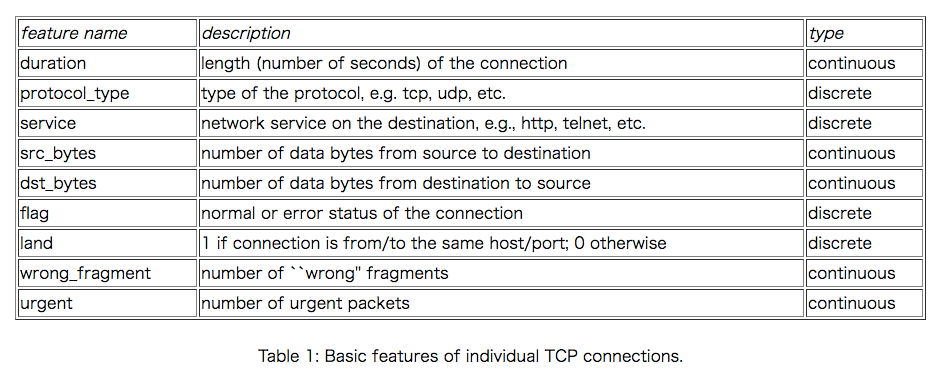 feature name description type
duration length (number of seconds) of the connection continuous
protocol_type type of the protocol, e.g. tcp, udp, etc. discrete
service network service on the destination, e.g., http, telnet, etc. discrete
src_bytes number of data bytes from source to destination continuous
dst_bytes number of data bytes from destination to source continuous
flag normal or error status of the connection discrete
land 1 if connection is from/to the same host/port; 0 otherwise discrete
wrong_fragment number of ``wrong'' fragments continuous
urgent number of urgent packets continuous
Table 1: Basic features of individual TCP connections.